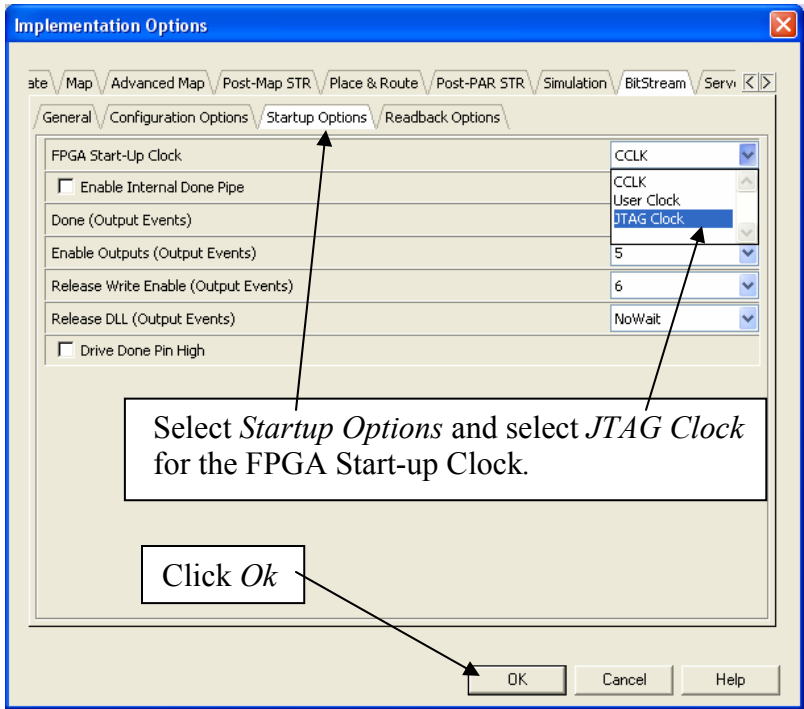 Implementation Options
ate Map Advanced Map Post-Map STR Place & Route Post-PAR STR Simulation BitStream Serv
General Configuration Options Startup Options Readback Options
FPGA Start-Up Clock CCLK
Enable Internal Done Pipe CCLK
User Clock
Done (Output Events) JTAG Clock
Enable Outputs (Output Events) 5
Release Write Enable (Output Events) 6
Release DLL (Output Events) NoWait
Drive Done Pin High
Select Startup Options and select JTAG Clock
for the FPGA Start-up Clock.
Click Ok
OK Cancel Help